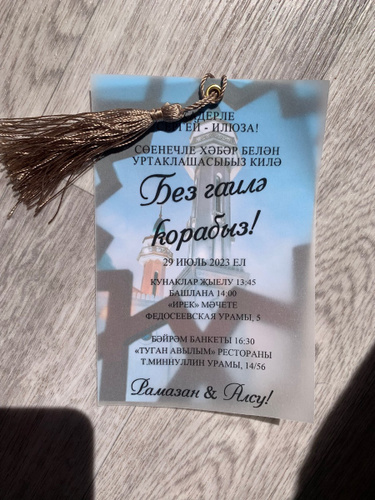 СӨЕНЕЧЛЕ ХӘБӘР БЕЛӘН
УРТАКЛАШАСЫБЫЗ КИЛӘ
Без гаилә
корабыз!
29 ИЮЛЬ 2023 ЕЛ
КУНАКЛАР ҖЫЕЛУ 13:45
БАШЛАНА 14:00
«ИРЕК» МӘЧЕТЕ
ФЕДОСЕЕВСКАЯ УРАМЫ, 5
БӘЙРӘМ БАНКЕТЫ 16:30
«ТУГАН АВЫЛЫМ» РЕСТОРАНЫ
Т.МИННУЛЛИН УРАМЫ, 14/56
Рамазан & Алсу!